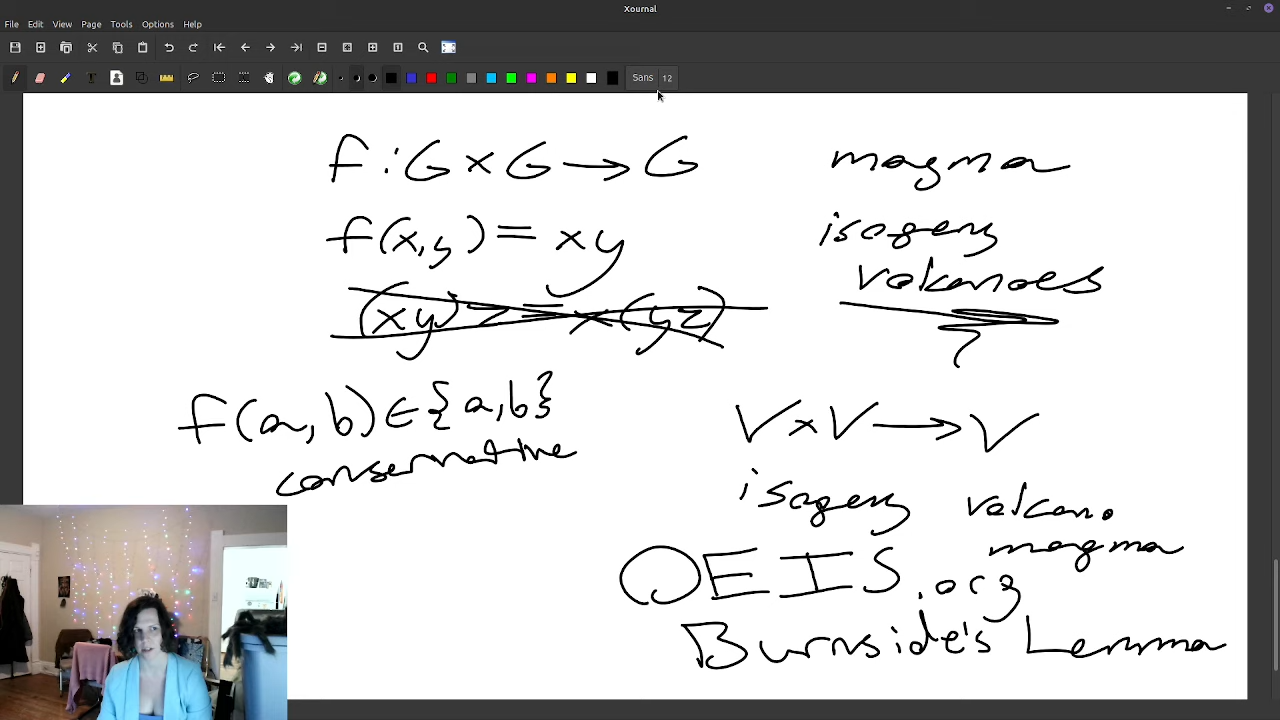 Xournal
File Edit View Page Tools Options Help
Sans 12
f : G × G → G
magma
f(x,y) = xy
isogeny
volcanoes
(xy)z = x(yz)
?
f(a,b) ∈ {a,b}
conservative
V × V → V
isogeny volcano
magma
OEIS.org
Burnside's Lemma